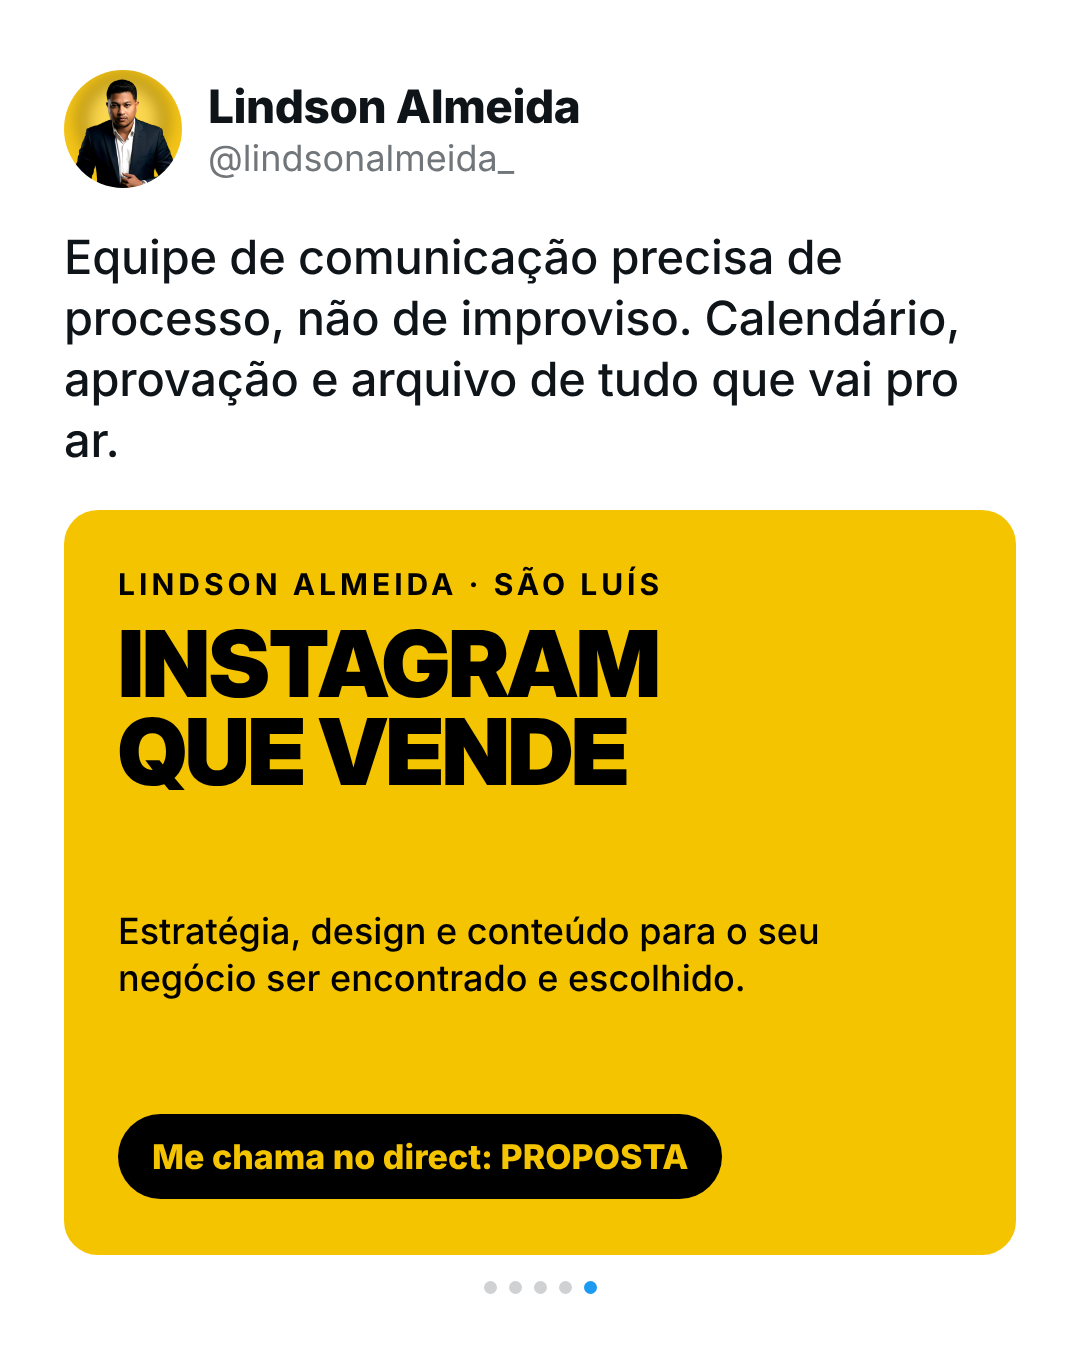 Lindson Almeida
@lindsonalmeida_
Equipe de comunicação precisa de
processo, não de improviso. Calendário,
aprovação e arquivo de tudo que vai pro
ar.
LINDSON ALMEIDA · SÃO LUÍS
INSTAGRAM
QUE VENDE
Estratégia, design e conteúdo para o seu
negócio ser encontrado e escolhido.
Me chama no direct: PROPOSTA